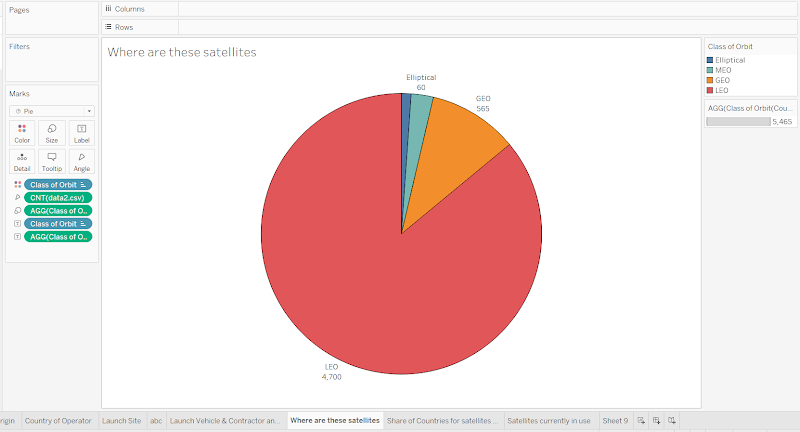 Pages
Columns
Rows
Filters
Marks
Pie
Color
Size
Label
Detail
Tooltip
Angle
Class of Orbit
CNT(data2.csv)
AGG(Class of O..
Class of Orbit
AGG(Class of O..
Where are these satellites
Elliptical
60
GEO
565
LEO
4,700
Class of Orbit
Elliptical
MEO
GEO
LEO
AGG(Class of Orbit(Cou...
5,465
rigin
Country of Operator
Launch Site
abc
Launch Vehicle & Contractor an...
Where are these satellites
Share of Countries for satellites ...
Satellites currently in use
Sheet 9